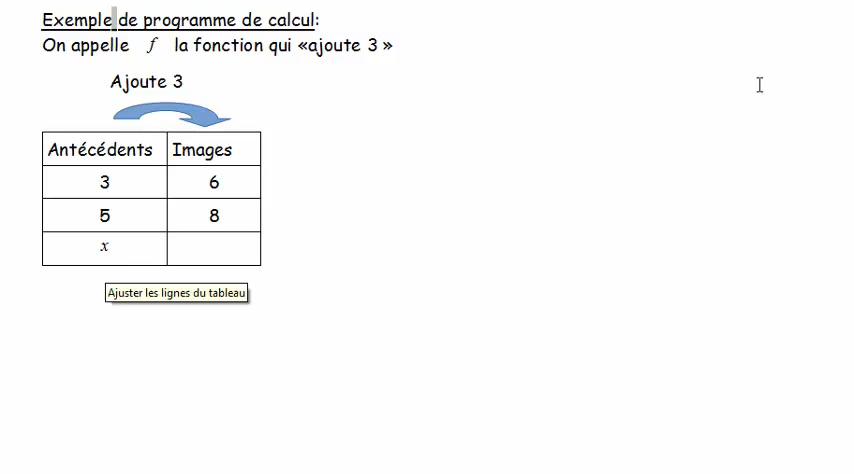 Exemple de programme de calcul:
On appelle f la fonction qui «ajoute 3 »
Ajoute 3
Antécédents Images
3 6
5 8
x
Ajuster les lignes du tableau